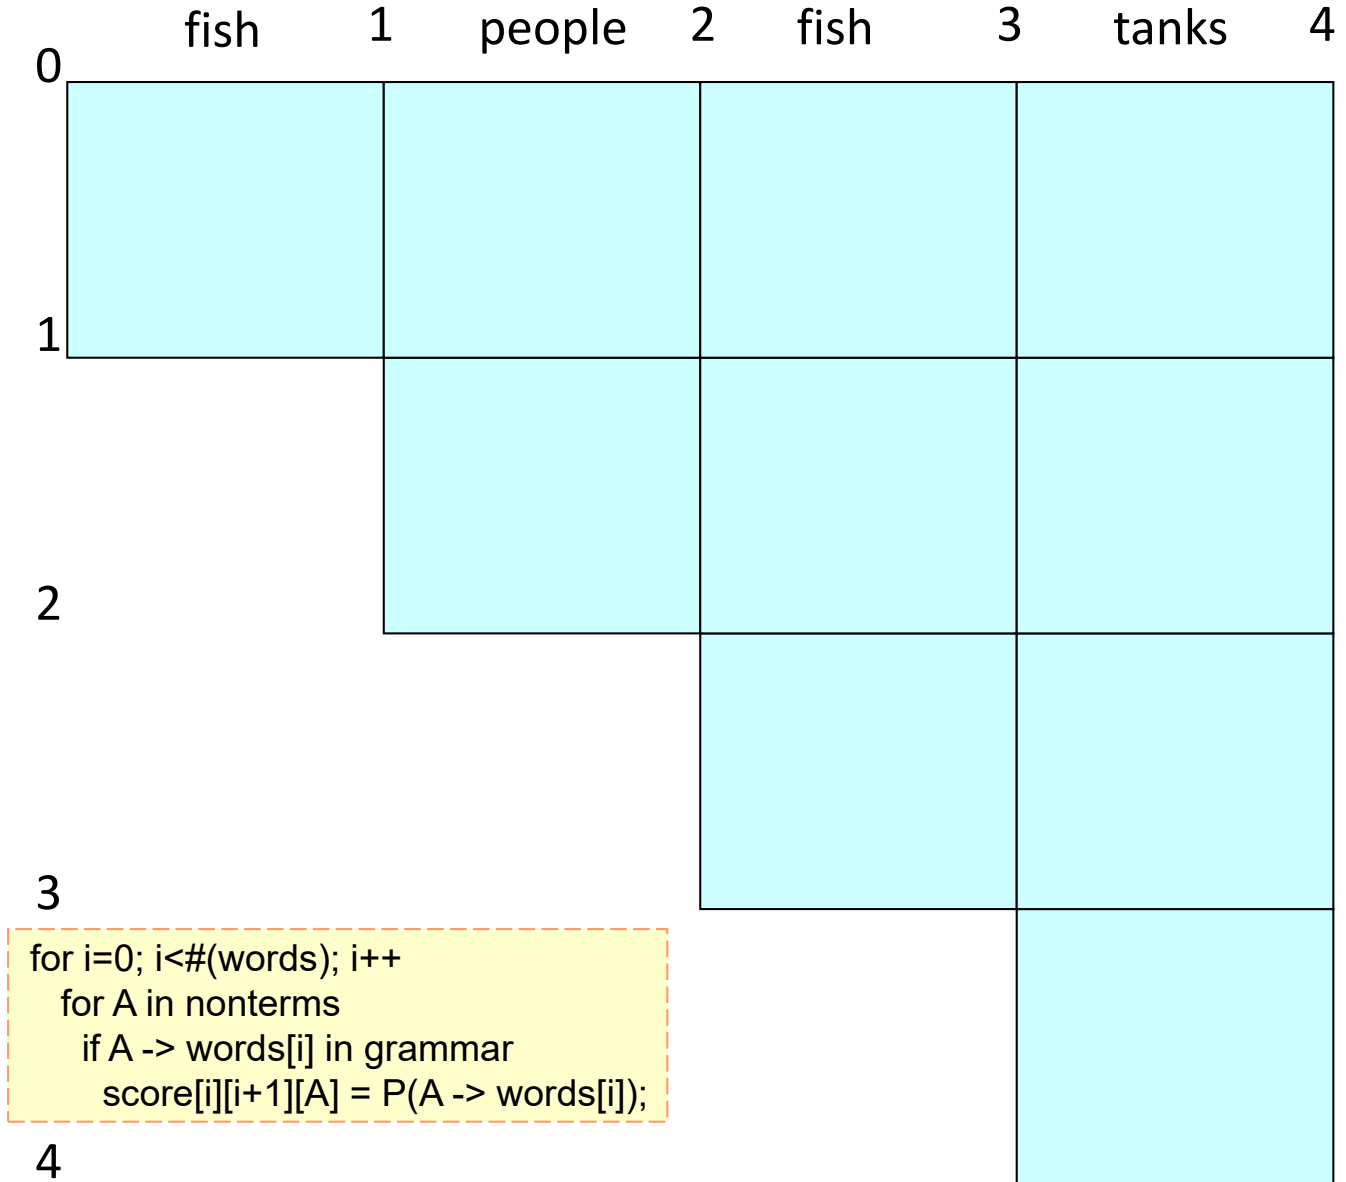 fish 1 people 2 fish 3 tanks 4
0
1
2
3
for i=0; i<#(words); i++
for A in nonterms
if A -> words[i] in grammar
score[i][i+1][A] = P(A -> words[i]);
4